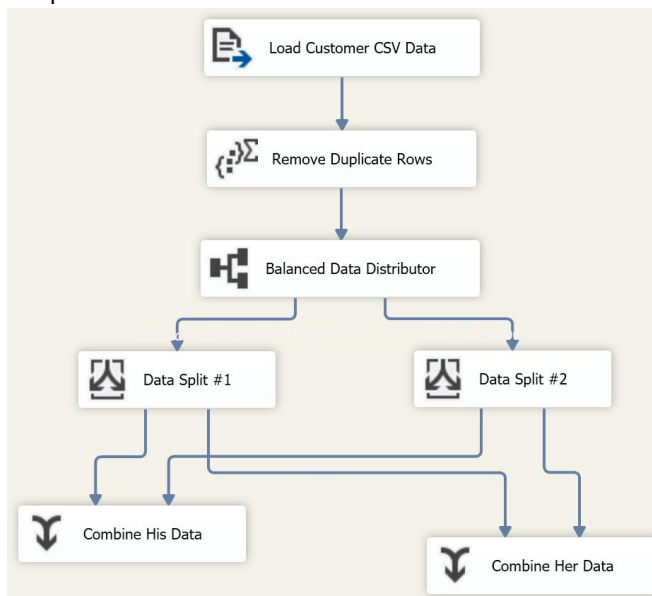 Load Customer CSV Data
Remove Duplicate Rows
Balanced Data Distributor
Data Split #1
Data Split #2
Combine His Data
Combine Her Data